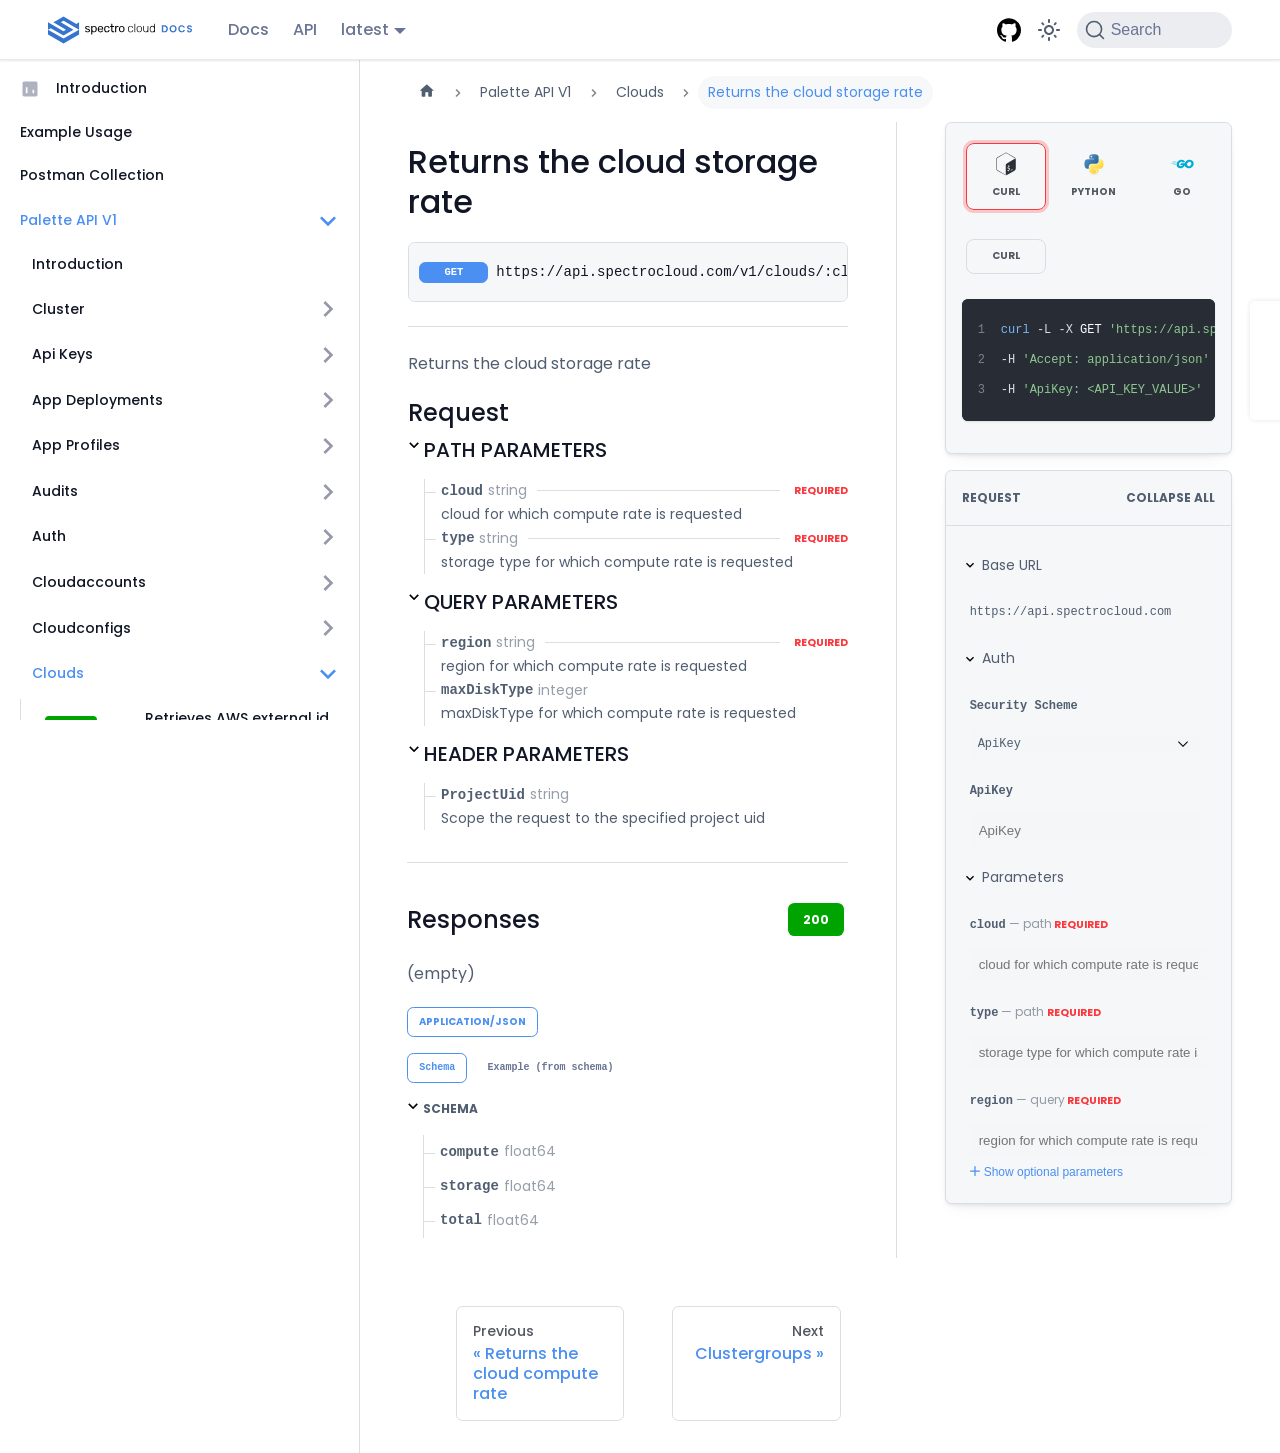 spectro cloud DOCS
Docs
API
latest
Search
Introduction
Example Usage
Postman Collection
Palette API V1
Introduction
Cluster
Api Keys
App Deployments
App Profiles
Audits
Auth
Cloudaccounts
Cloudconfigs
Clouds
Retrieves AWS external id
Palette API V1
Clouds
Returns the cloud storage rate
Returns the cloud storage
rate
GET https://api.spectrocloud.com/v1/clouds/:cl
Returns the cloud storage rate
Request
PATH PARAMETERS
cloud string REQUIRED
cloud for which compute rate is requested
type string REQUIRED
storage type for which compute rate is requested
QUERY PARAMETERS
region string REQUIRED
region for which compute rate is requested
maxDiskType integer
maxDiskType for which compute rate is requested
HEADER PARAMETERS
ProjectUid string
Scope the request to the specified project uid
Responses
200
(empty)
APPLICATION/JSON
Schema
Example (from schema)
SCHEMA
compute float64
storage float64
total float64
Previous
« Returns the
cloud compute
rate
Next
Clustergroups »
CURL
PYTHON
GO
CURL
1 curl -L -X GET 'https://api.sp
2 -H 'Accept: application/json'
3 -H 'ApiKey: <API_KEY_VALUE>'
REQUEST
COLLAPSE ALL
Base URL
https://api.spectrocloud.com
Auth
Security Scheme
ApiKey
ApiKey
ApiKey
Parameters
cloud — path REQUIRED
cloud for which compute rate is reque
type — path REQUIRED
storage type for which compute rate i
region — query REQUIRED
region for which compute rate is requ
Show optional parameters